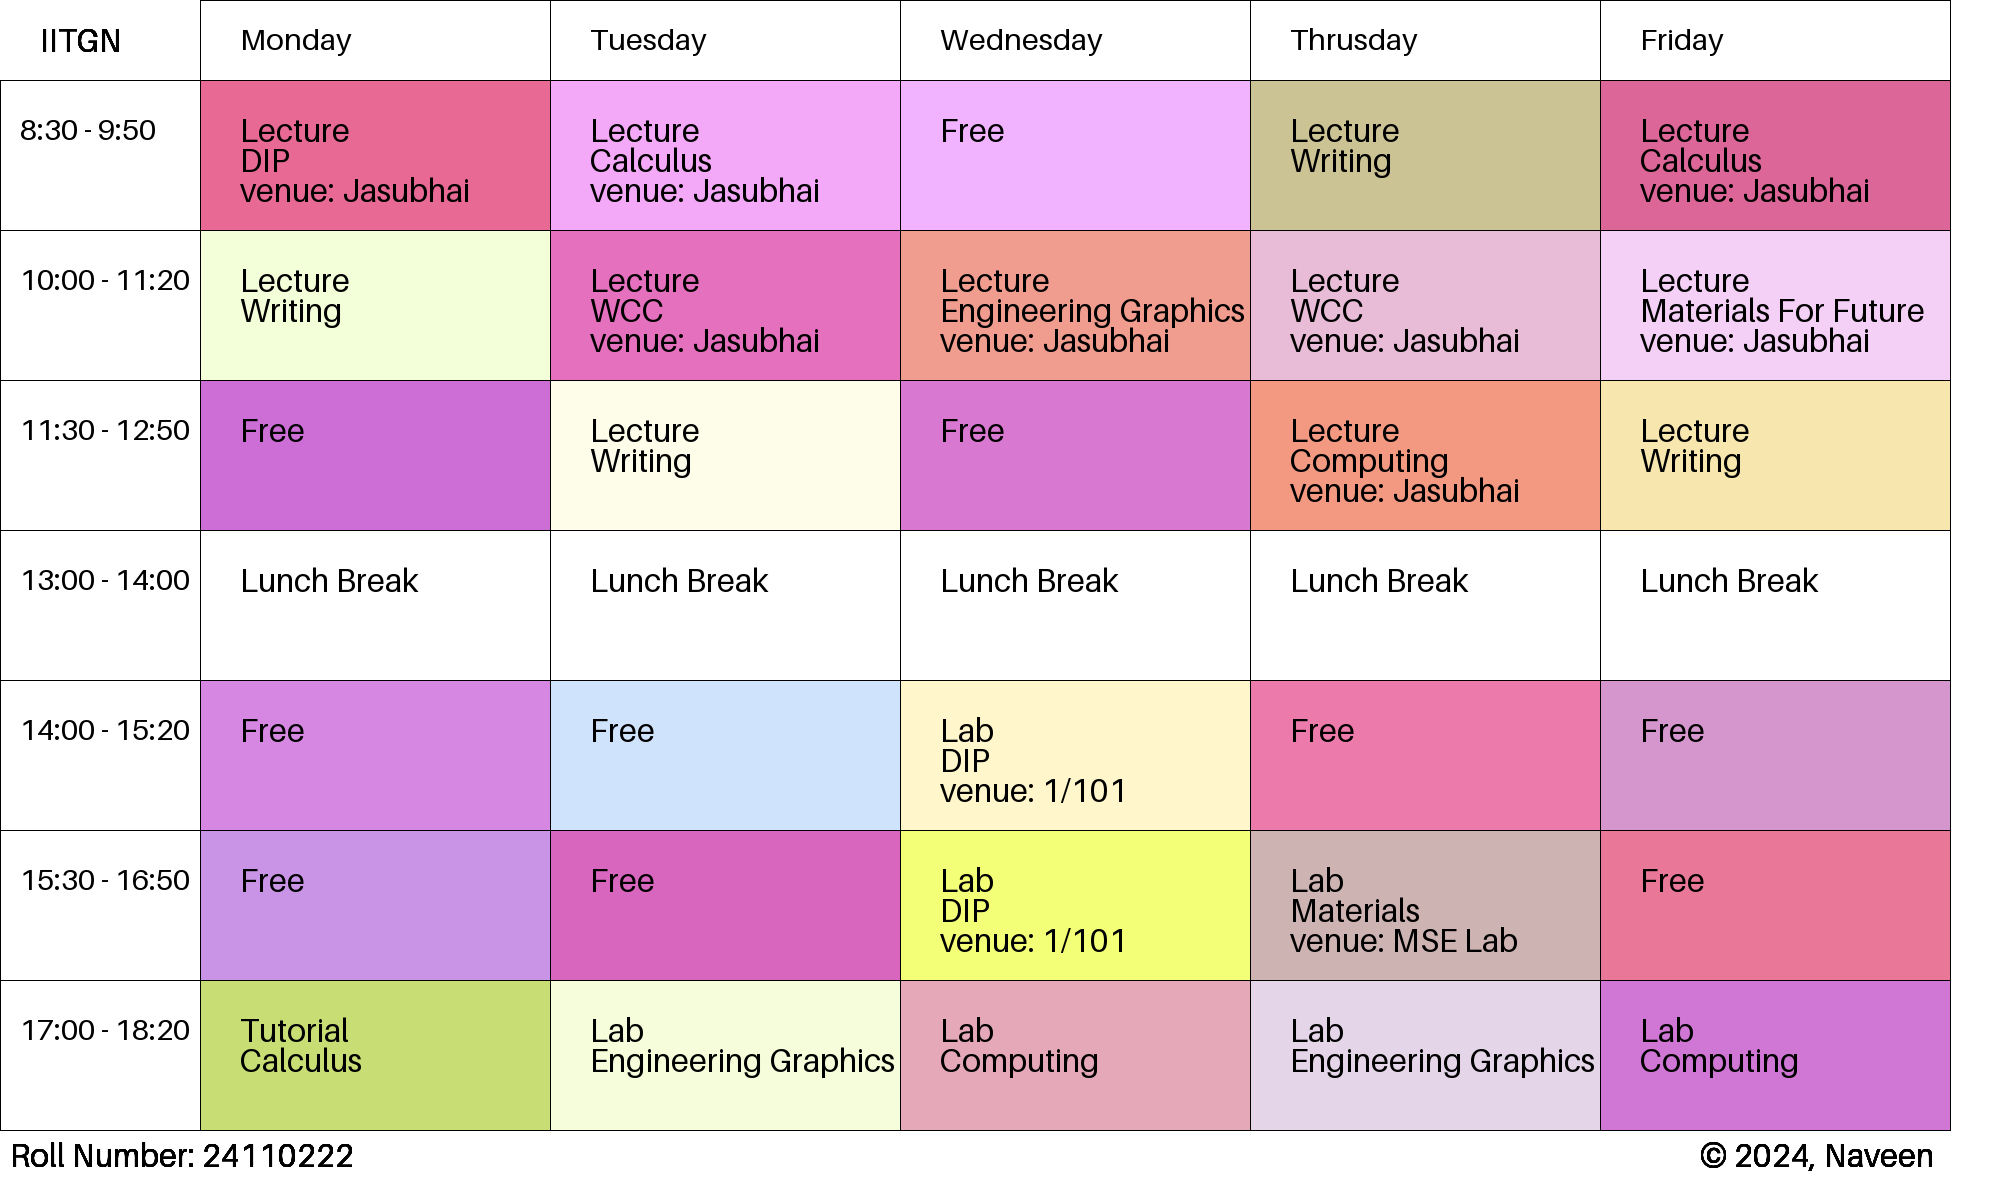 IITGN
Monday
Tuesday
Wednesday
Thrusday
Friday
8:30 - 9:50
Lecture
DIP
venue: Jasubhai
Lecture
Calculus
venue: Jasubhai
Free
Lecture
Writing
Lecture
Calculus
venue: Jasubhai
10:00 - 11:20
Lecture
Writing
Lecture
WCC
venue: Jasubhai
Lecture
Engineering Graphics
venue: Jasubhai
Lecture
WCC
venue: Jasubhai
Lecture
Materials For Future
venue: Jasubhai
11:30 - 12:50
Free
Lecture
Writing
Free
Lecture
Computing
venue: Jasubhai
Lecture
Writing
13:00 - 14:00
Lunch Break
Lunch Break
Lunch Break
Lunch Break
Lunch Break
14:00 - 15:20
Free
Free
Lab
DIP
venue: 1/101
Free
Free
15:30 - 16:50
Free
Free
Lab
DIP
venue: 1/101
Lab
Materials
venue: MSE Lab
Free
17:00 - 18:20
Tutorial
Calculus
Lab
Engineering Graphics
Lab
Computing
Lab
Engineering Graphics
Lab
Computing
Roll Number: 24110222
© 2024, Naveen